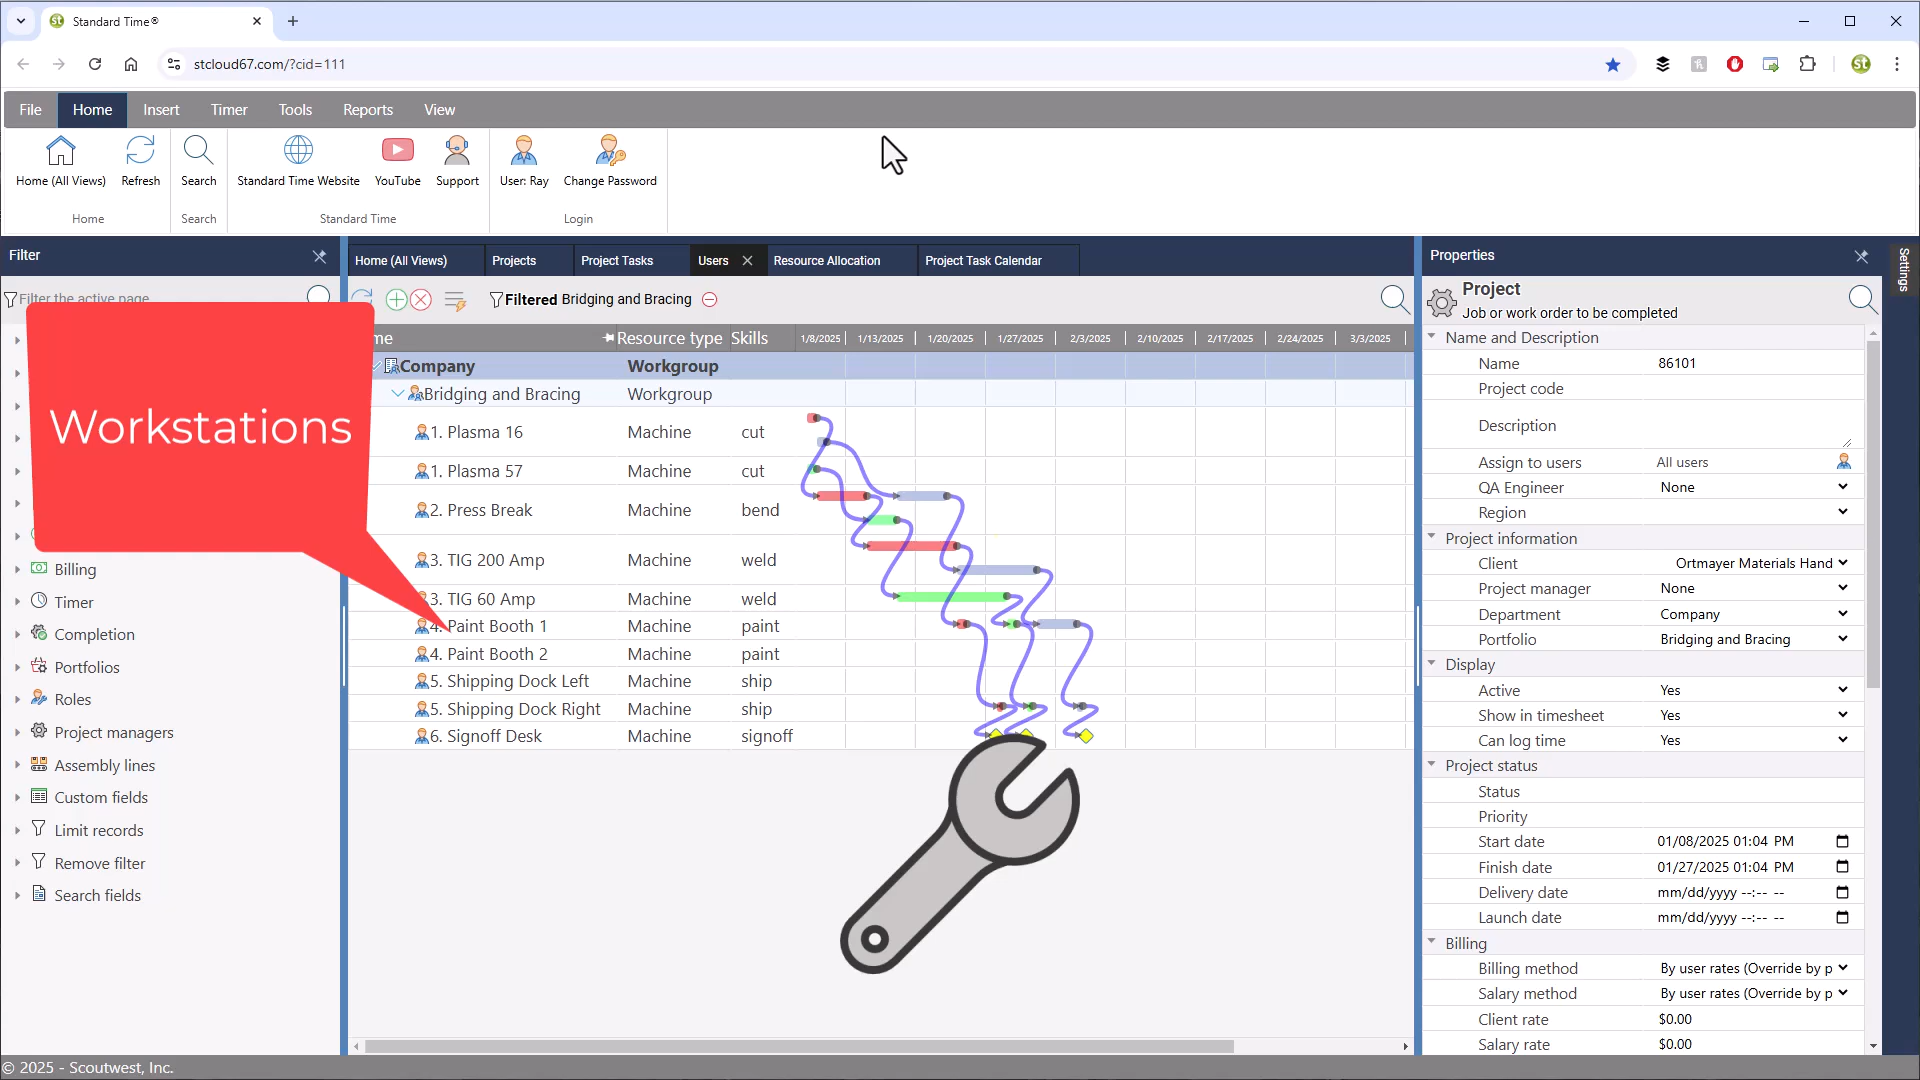 Standard Time®
stcloud67.com/?cid=111
File Home Insert Timer Tools Reports View
Home (All Views) Refresh Search Standard Time Website YouTube Support User: Ray Change Password
Home Search Standard Time Login
Filter
Filter the active page
Workstations
Billing
Timer
Completion
Portfolios
Roles
Project managers
Assembly lines
Custom fields
Limit records
Remove filter
Search fields
Home (All Views) Projects Project Tasks Users Resource Allocation Project Task Calendar
Filtered Bridging and Bracing
Resource type Skills 1/8/2025 1/13/2025 1/20/2025 1/27/2025 2/3/2025 2/10/2025 2/17/2025 2/24/2025 3/3/2025
Company Workgroup
Bridging and Bracing Workgroup
1. Plasma 16 Machine cut
1. Plasma 57 Machine cut
2. Press Break Machine bend
3. TIG 200 Amp Machine weld
3. TIG 60 Amp Machine weld
4. Paint Booth 1 Machine paint
4. Paint Booth 2 Machine paint
5. Shipping Dock Left Machine ship
5. Shipping Dock Right Machine ship
6. Signoff Desk Machine signoff
Properties
Settings
Project
Job or work order to be completed
Name and Description
Name 86101
Project code
Description
Assign to users All users
QA Engineer None
Region
Project information
Client Ortmayer Materials Hand
Project manager None
Department Company
Portfolio Bridging and Bracing
Display
Active Yes
Show in timesheet Yes
Can log time Yes
Project status
Status
Priority
Start date 01/08/2025 01:04 PM
Finish date 01/27/2025 01:04 PM
Delivery date mm/dd/yyyy --:-- --
Launch date mm/dd/yyyy --:-- --
Billing
Billing method By user rates (Override by p
Salary method By user rates (Override by p
Client rate $0.00
Salary rate $0.00
© 2025 - Scoutwest, Inc.